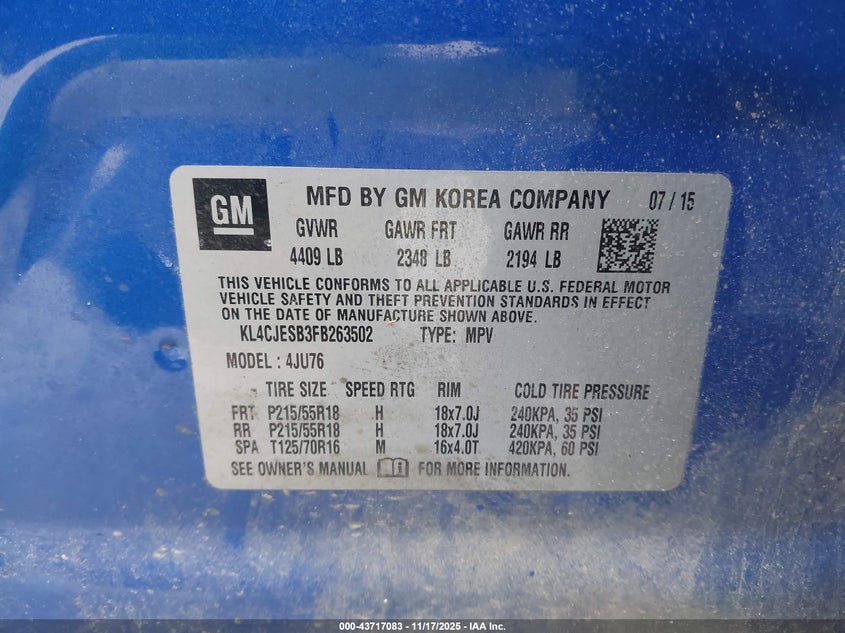 GM
MFD BY GM KOREA COMPANY 07 / 15
GVWR GAWR FRT GAWR RR
4409 LB 2348 LB 2194 LB
THIS VEHICLE CONFORMS TO ALL APPLICABLE U.S. FEDERAL MOTOR
VEHICLE SAFETY AND THEFT PREVENTION STANDARDS IN EFFECT
ON THE DATE OF MANUFACTURE SHOWN ABOVE.
KL4CJESB3FB263502 TYPE: MPV
MODEL : 4JU76
TIRE SIZE SPEED RTG RIM COLD TIRE PRESSURE
FRT P215/55R18 H 18x7.0J 240KPA, 35 PSI
RR P215/55R18 H 18x7.0J 240KPA, 35 PSI
SPA T125/70R16 M 16x4.0T 420KPA, 60 PSI
SEE OWNER'S MANUAL FOR MORE INFORMATION.
000-43717083 - 11/17/2025 - IAA Inc.